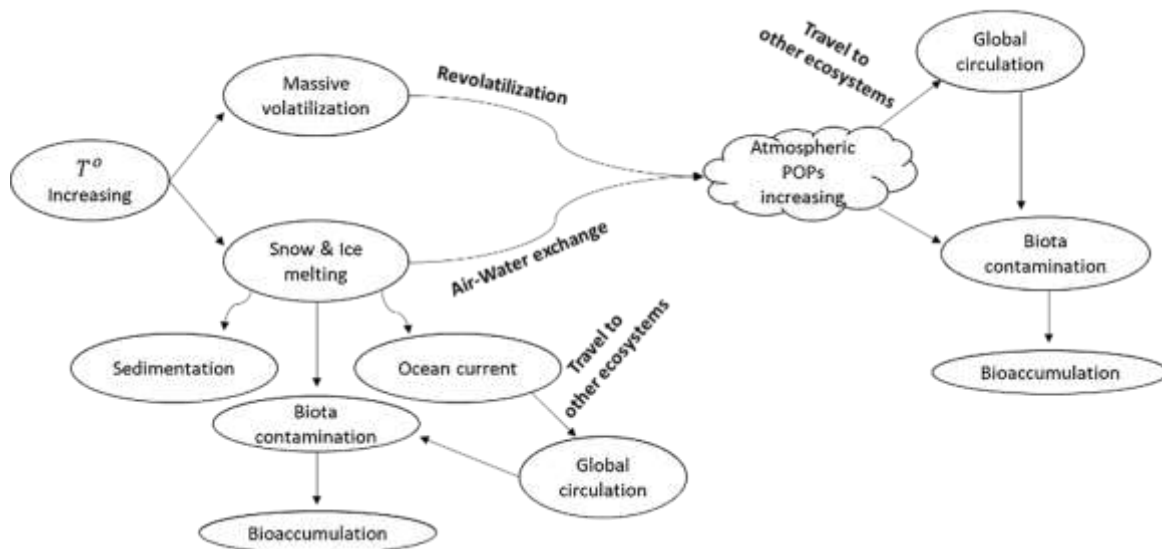 T° 
Increasing
Massive
volatilization
Revolatilization
Snow & Ice
melting
Air-Water exchange
Sedimentation
Ocean current
Travel to
other ecosystems
Biota
contamination
Global
circulation
Bioaccumulation
Atmospheric
POPs
increasing
Travel to
other ecosystems
Global
circulation
Biota
contamination
Bioaccumulation